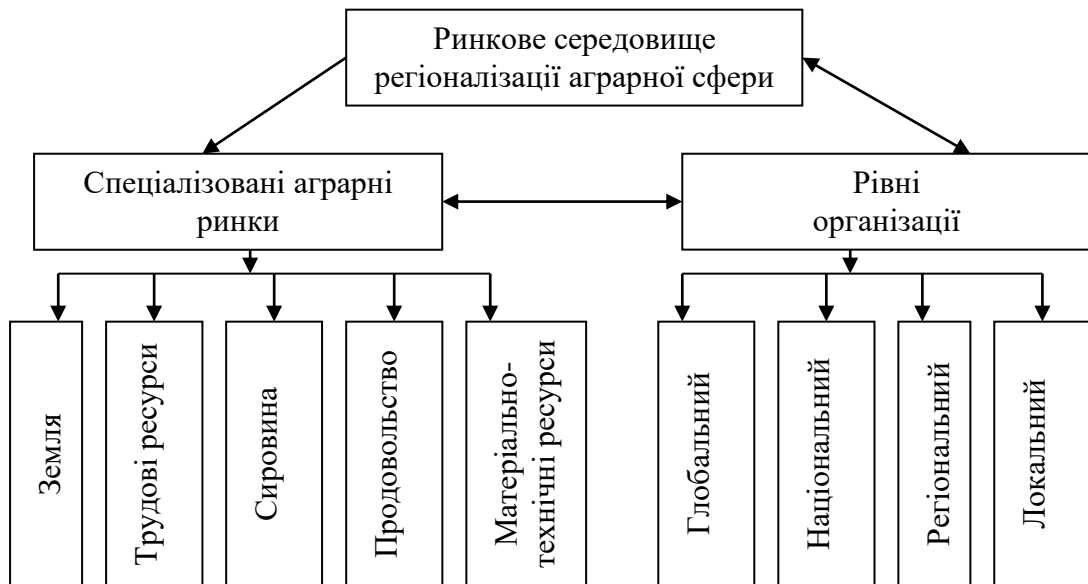 Ринкове середовище
регіоналізації аграрної сфери
Спеціалізовані аграрні
ринки
Рівні
організації
Земля
Трудові ресурси
Сировина
Продовольство
Матеріально-
технічні ресурси
Глобальний
Національний
Регіональний
Локальний